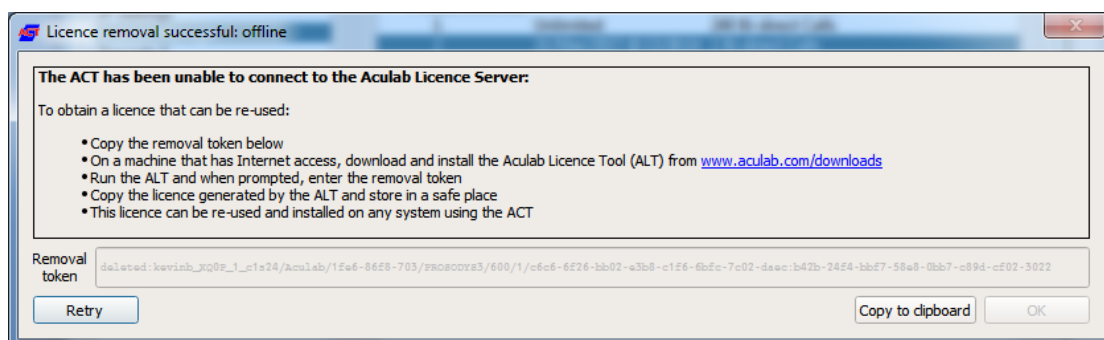 ACT Licence removal successful: offline
The ACT has been unable to connect to the Aculab Licence Server:
To obtain a licence that can be re-used:
• Copy the removal token below
• On a machine that has Internet access, download and install the Aculab Licence Tool (ALT) from www.aculab.com/downloads
• Run the ALT and when prompted, enter the removal token
• Copy the licence generated by the ALT and store in a safe place
• This licence can be re-used and installed on any system using the ACT
Removal
token
deleted:kevinb_XQ0P_1_c1s24/Aculab/1fe6-86f8-703/PROSODYS3/600/1/c6c6-6f26-bb02-e3b8-c1f6-6bfc-7c02-daec:b42b-24f4-bbf7-58e8-0bb7-c89d-cf02-3022
Retry
Copy to clipboard
OK